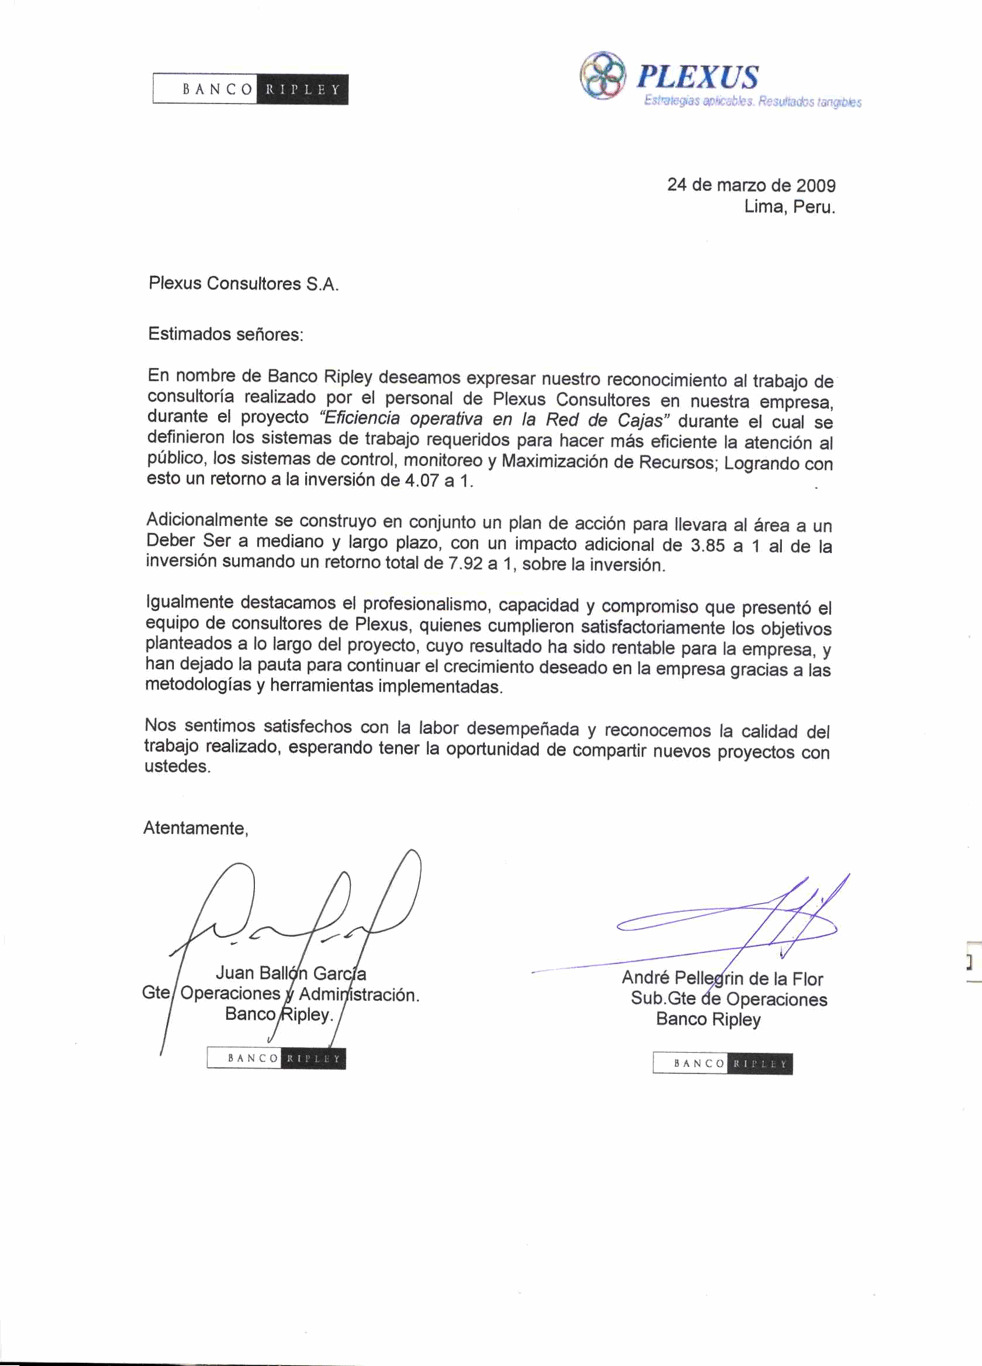 BANCO RIPLEY
PLEXUS
Estrategias aplicables. Resultados tangibles
24 de marzo de 2009
Lima, Peru.
Plexus Consultores S.A.
Estimados señores:
En nombre de Banco Ripley deseamos expresar nuestro reconocimiento al trabajo de
consultoría realizado por el personal de Plexus Consultores en nuestra empresa,
durante el proyecto “Eficiencia operativa en la Red de Cajas” durante el cual se
definieron los sistemas de trabajo requeridos para hacer más eficiente la atención al
público, los sistemas de control, monitoreo y Maximización de Recursos; Logrando con
esto un retorno a la inversión de 4.07 a 1.
Adicionalmente se construyo en conjunto un plan de acción para llevara al área a un
Deber Ser a mediano y largo plazo, con un impacto adicional de 3.85 a 1 al de la
inversión sumando un retorno total de 7.92 a 1, sobre la inversión.
Igualmente destacamos el profesionalismo, capacidad y compromiso que presentó el
equipo de consultores de Plexus, quienes cumplieron satisfactoriamente los objetivos
planteados a lo largo del proyecto, cuyo resultado ha sido rentable para la empresa, y
han dejado la pauta para continuar el crecimiento deseado en la empresa gracias a las
metodologías y herramientas implementadas.
Nos sentimos satisfechos con la labor desempeñada y reconocemos la calidad del
trabajo realizado, esperando tener la oportunidad de compartir nuevos proyectos con
ustedes.
Atentamente,
Juan Ballón García
Gte, Operaciones y Administración.
Banco Ripley.
BANCO RIPLEY
André Pellegrin de la Flor
Sub.Gte de Operaciones
Banco Ripley
BANCO RIPLEY